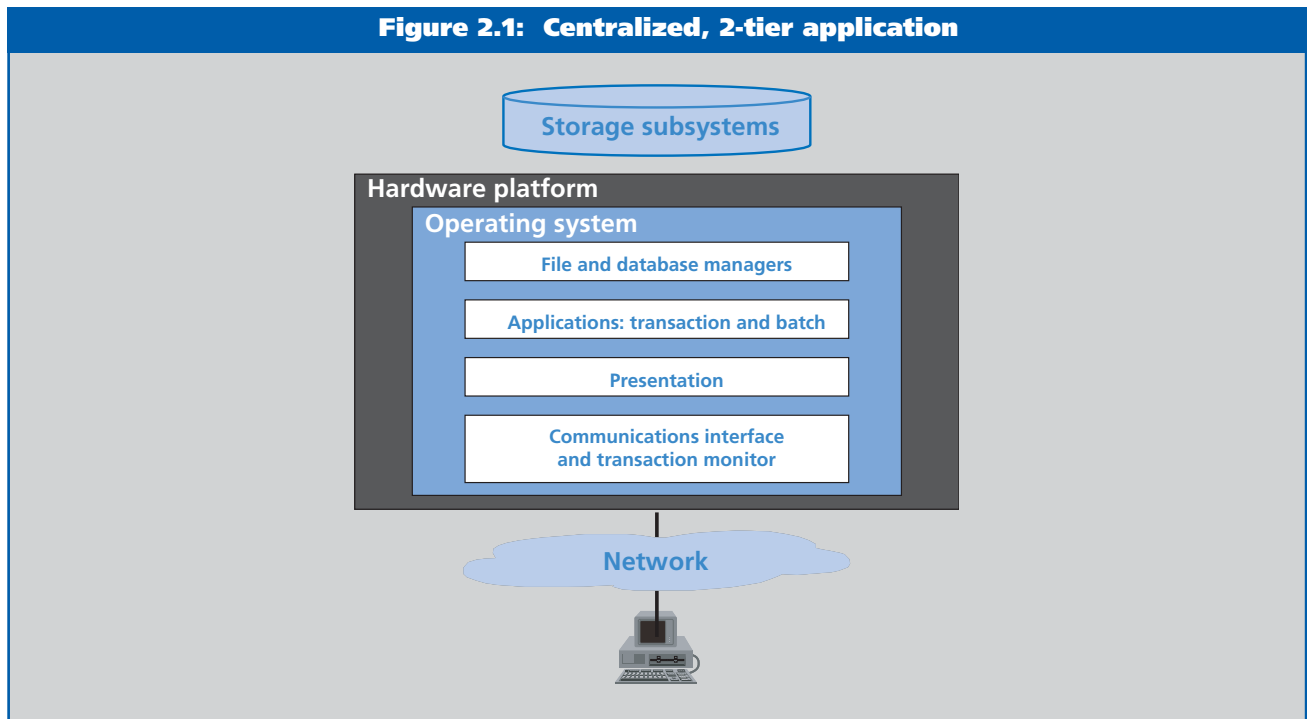 Figure 2.1: Centralized, 2-tier application
Storage subsystems
Hardware platform
Operating system
File and database managers
Applications: transaction and batch
Presentation
Communications interface
and transaction monitor
Network